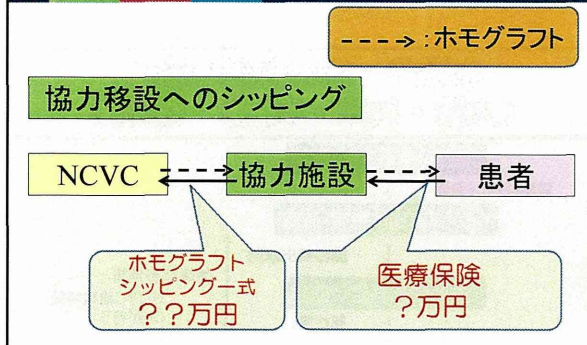 ---->:ホモグラフト
協力移設へのシッピング
NCVC
協力施設
患者
ホモグラフト
シッピング一式
??万円
医療保険
?万円